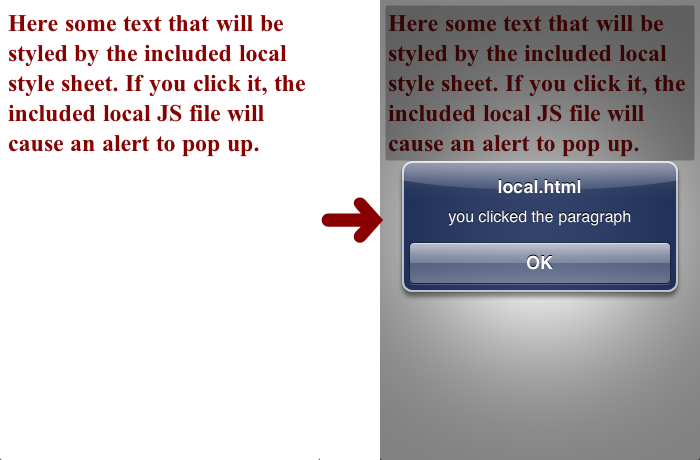 Here some text that will be
styled by the included local
style sheet. If you click it, the
included local JS file will
cause an alert to pop up.
Here some text that will be
styled by the included local
style sheet. If you click it, the
included local JS file will
cause an alert to pop up.
local.html
you clicked the paragraph
OK